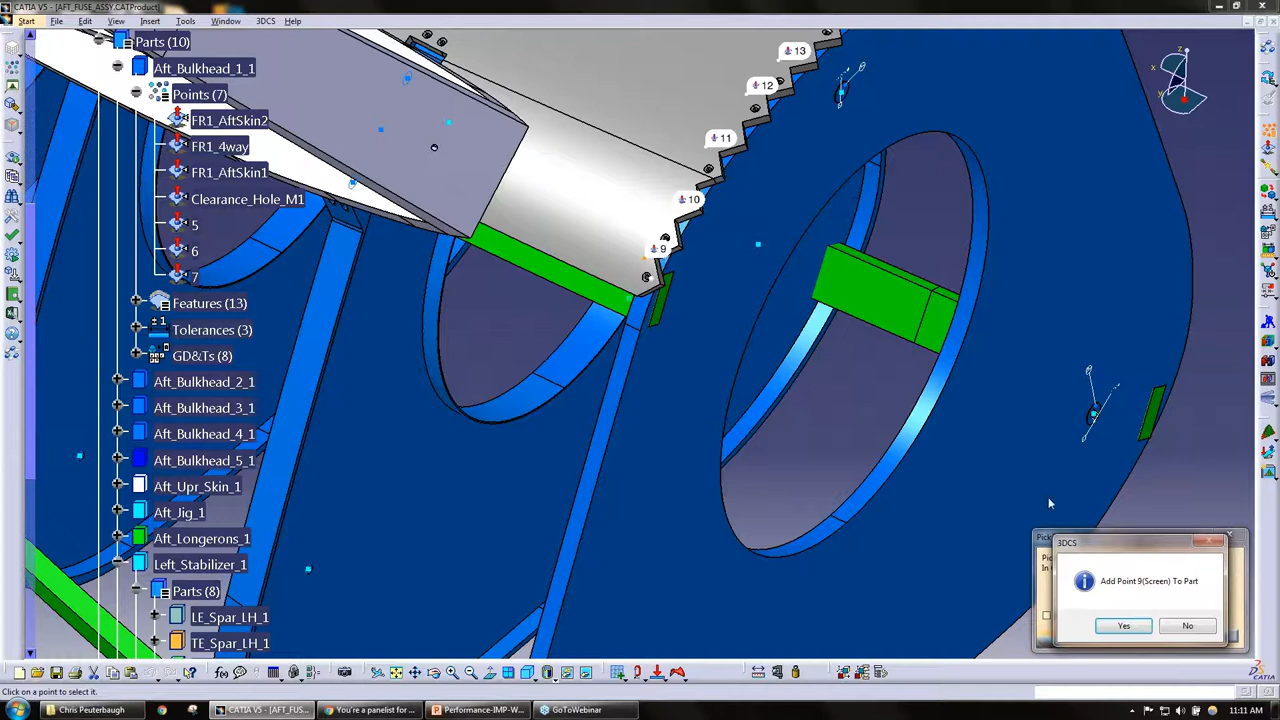 CATIA V5 - [AFT_FUSE_ASSY.CATProduct]
Start File Edit View Insert Tools Window 3DCS Help
Parts (10)
Aft_Bulkhead_1_1
Points (7)
FR1_AftSkin2
FR1_4way
FR1_AftSkin1
Clearance_Hole_M1
5
6
7
Features (13)
Tolerances (3)
GD&Ts (8)
Aft_Bulkhead_2_1
Aft_Bulkhead_3_1
Aft_Bulkhead_4_1
Aft_Bulkhead_5_1
Aft_Upr_Skin_1
Aft_Jig_1
Aft_Longerons_1
Left_Stabilizer_1
Parts (8)
LE_Spar_LH_1
TE_Spar_LH_1
13
12
11
10
9
z
x
y
3DCS
Add Point 9(Screen) To Part
Yes No
Click on a point to select it.
Chris Peuterbaugh
CATIA V5 - [AFT_FUS...
You're a panelist for...
Performance-IMP-W...
GoToWebinar
11:11 AM